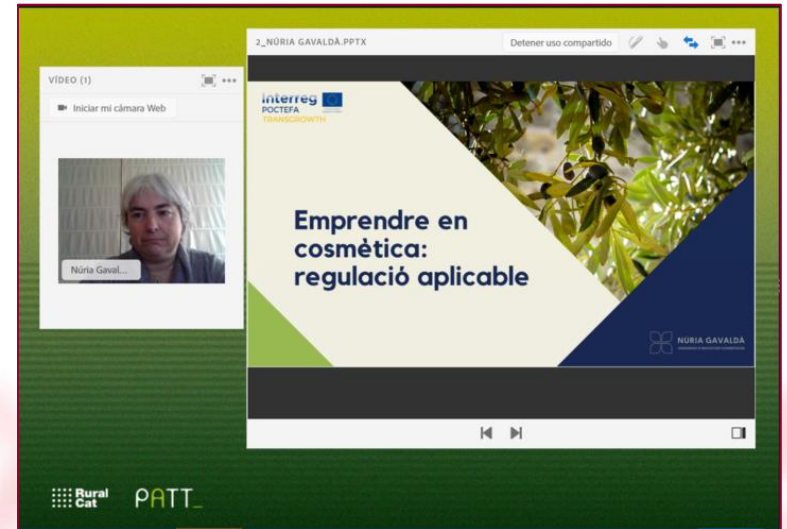 2_NÚRIA GAVALDÀ.PPTX
Detener uso compartido
VÍDEO (1)
Iniciar mi cámara Web
Núria Gaval...
Interreg
POCTEFA
TRANSGROWTH
Emprendre en
cosmètica:
regulació aplicable
NÚRIA GAVALDÀ
Rural
Cat
PATT_